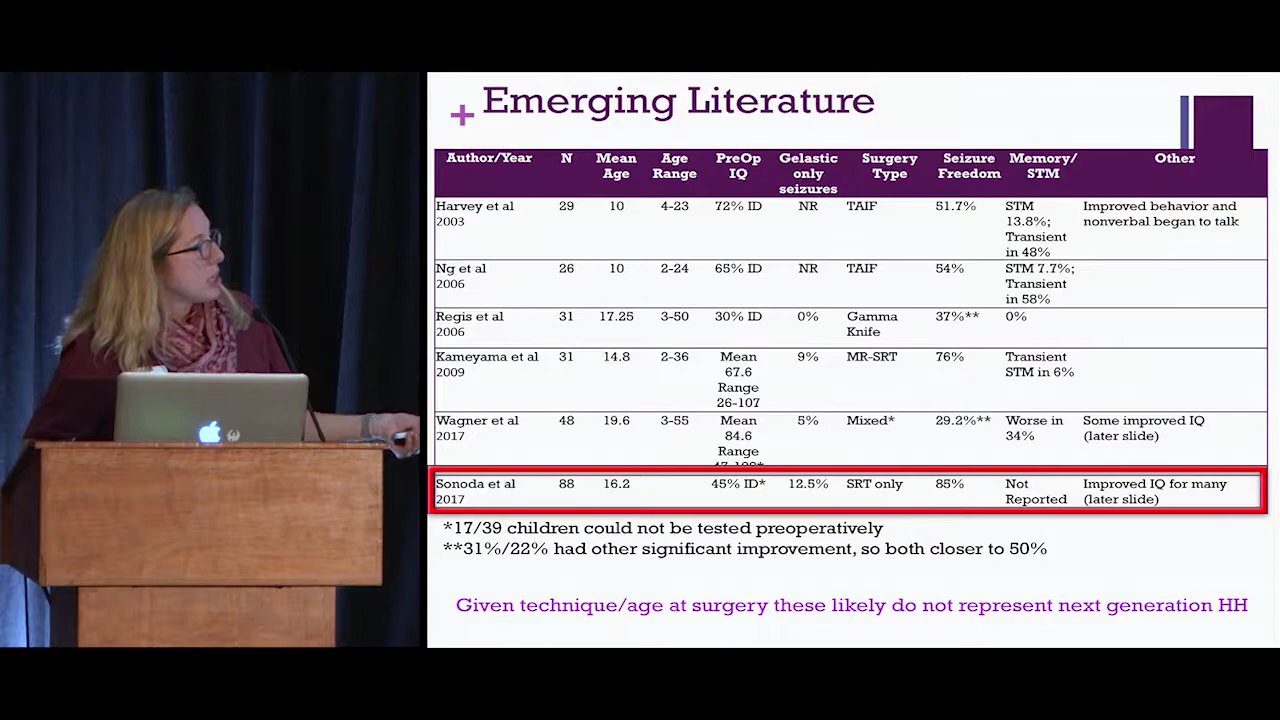 + Emerging Literature
Author/Year N Mean Age Age Range PreOp IQ Gelastic only seizures Surgery Type Seizure Freedom Memory/ STM Other
Harvey et al 2003 29 10 4-23 72% ID NR TAIF 51.7% STM 13.8%; Transient in 48% Improved behavior and nonverbal began to talk
Ng et al 2006 26 10 2-24 65% ID NR TAIF 54% STM 7.7%; Transient in 58%
Regis et al 2006 31 17.25 3-50 30% ID 0% Gamma Knife 37%** 0%
Kameyama et al 2009 31 14.8 2-36 Mean 67.6 Range 26-107 9% MR-SRT 76% Transient STM in 6%
Wagner et al 2017 48 19.6 3-55 Mean 84.6 Range 5% Mixed* 29.2%** Worse in 34% Some improved IQ (later slide)
Sonoda et al 2017 88 16.2 45% ID* 12.5% SRT only 85% Not Reported Improved IQ for many (later slide)
*17/39 children could not be tested preoperatively
**31%/22% had other significant improvement, so both closer to 50%
Given technique/age at surgery these likely do not represent next generation HH